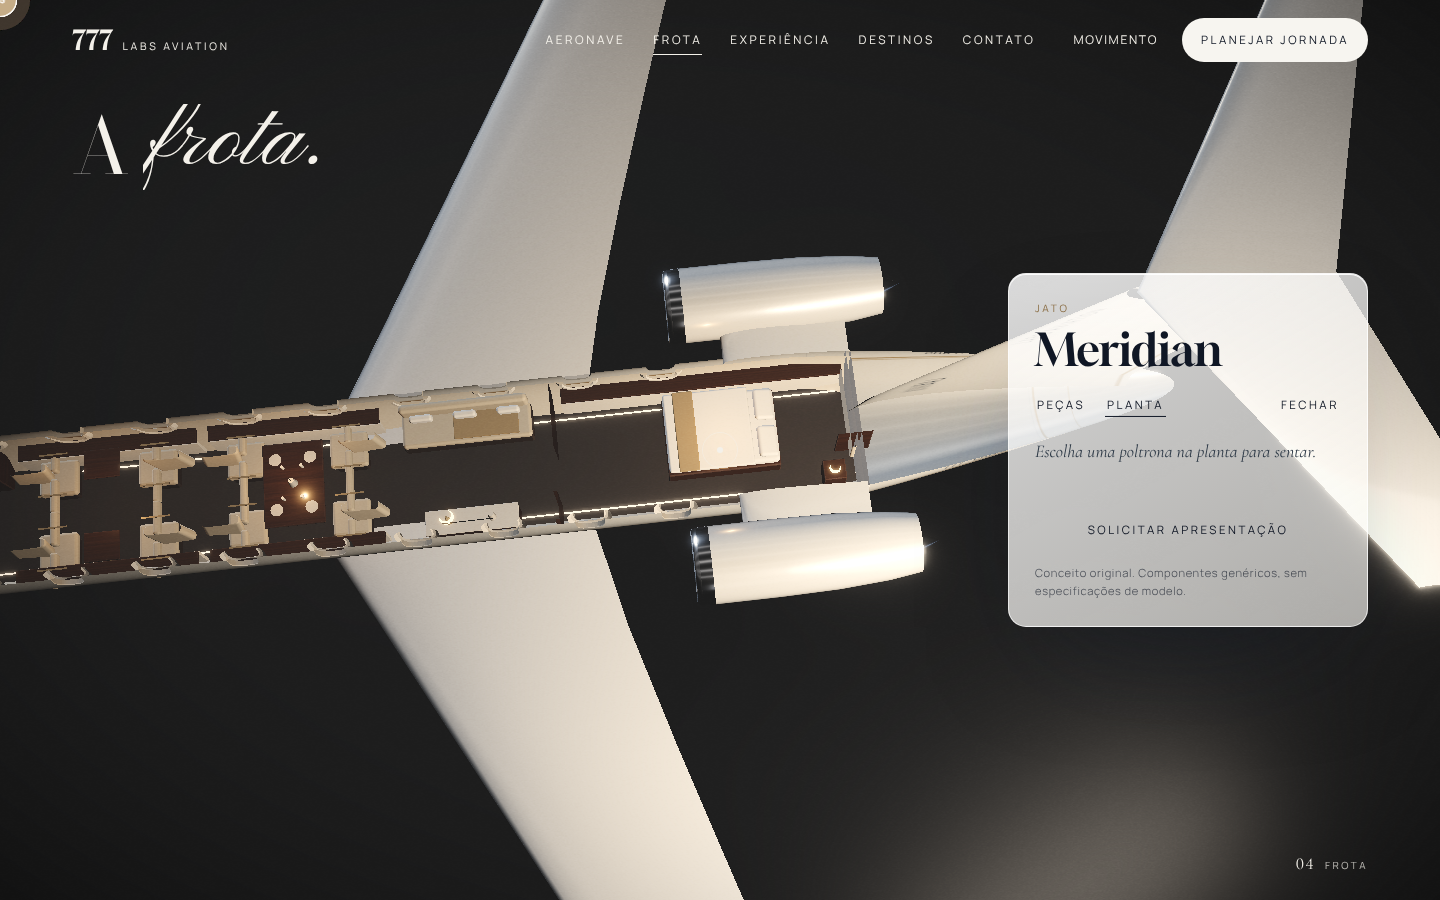 777 LABS AVIATION
AERONAVE FROTA EXPERIÊNCIA DESTINOS CONTATO MOVIMENTO PLANEJAR JORNADA
A frota.
JATO
Meridian
PEÇAS PLANTA FECHAR
Escolha uma poltrona na planta para sentar.
SOLICITAR APRESENTAÇÃO
Conceito original. Componentes genéricos, sem
especificações de modelo.
04 FROTA